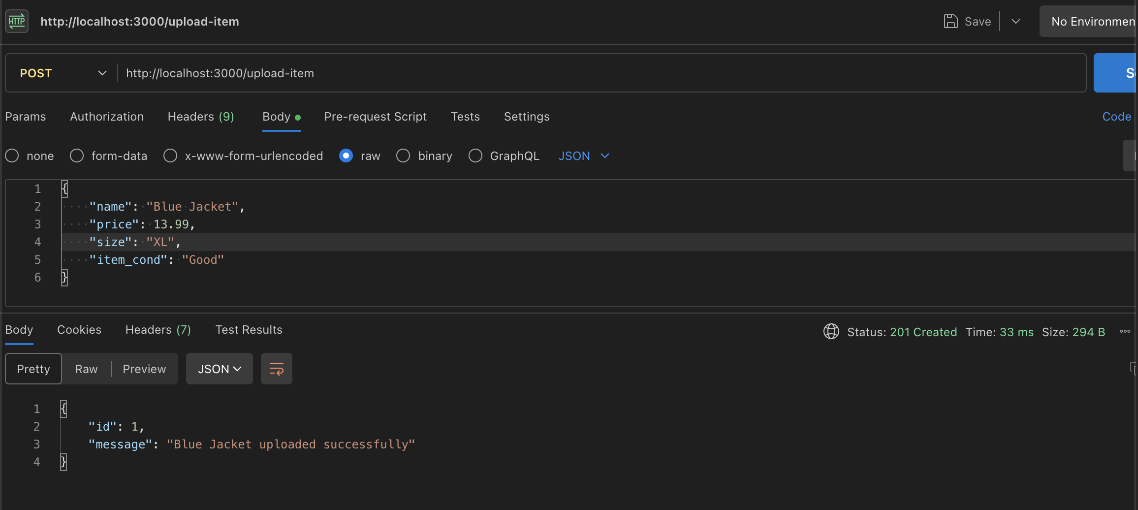 HTTP http://localhost:3000/upload-item Save No Environmen
POST http://localhost:3000/upload-item S
Params Authorization Headers (9) Body Pre-request Script Tests Settings Code
none form-data x-www-form-urlencoded raw binary GraphQL JSON
1 {
2 "name": "Blue Jacket",
3 "price": 13.99,
4 "size": "XL",
5 "item_cond": "Good"
6 }
Body Cookies Headers (7) Test Results Status: 201 Created Time: 33 ms Size: 294 B
Pretty Raw Preview JSON
1 {
2 "id": 1,
3 "message": "Blue Jacket uploaded successfully"
4 }